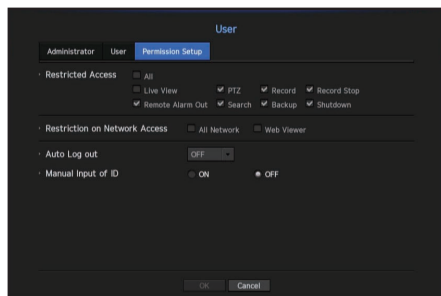 User
Administrator User Permission Setup
Restricted Access All
Live View PTZ Record Record Stop
Remote Alarm Out Search Backup Shutdown
Restriction on Network Access All Network Web Viewer
Auto Log out OFF
Manual Input of ID ON OFF
OK Cancel